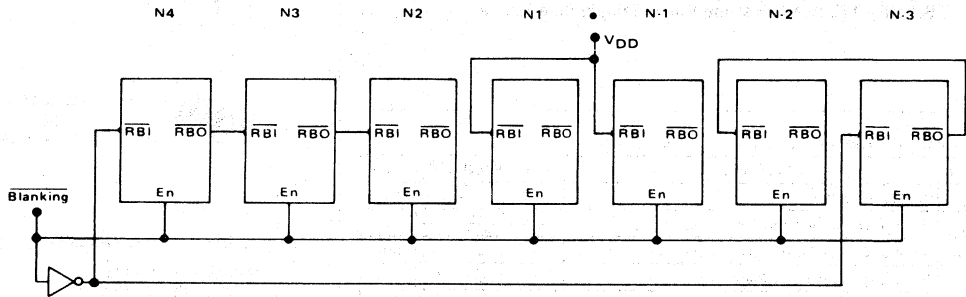 N4 N3 N2 N1 • N-1 N-2 N-3
VDD
RBI RBO RBI RBO RBI RBO RBI RBO RBI RBO RBI RBO RBI RBO
En En En En En En En
Blanking